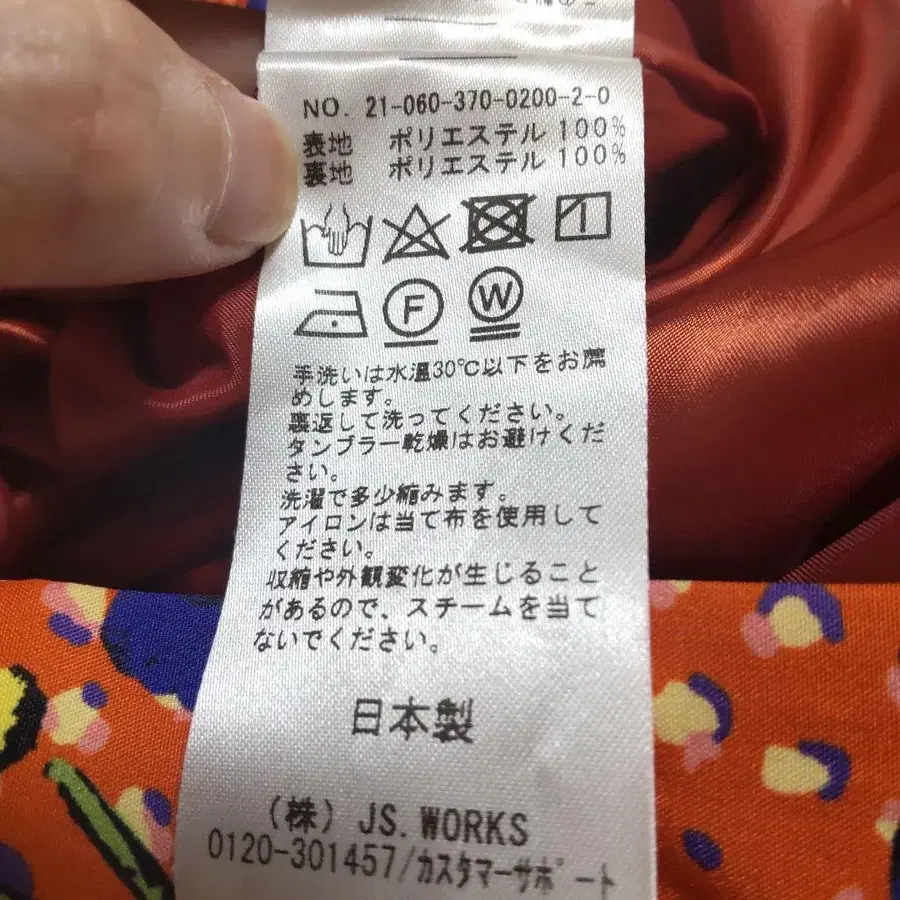 NO. 21-060-370-0200-2-0
表地 ポリエステル 100%
裏地 ポリエステル 100%
F W
手洗いは水温30℃以下をお薦
めします。
裏返して洗ってください。
タンブラー乾燥はお避けくだ
さい。
洗濯で多少縮みます。
アイロンは当て布を使用して
ください。
収縮や外観変化が生じること
があるので、スチームを当て
ないでください。
日本製
(株) JS.WORKS
0120-301457/カスタマーサポート